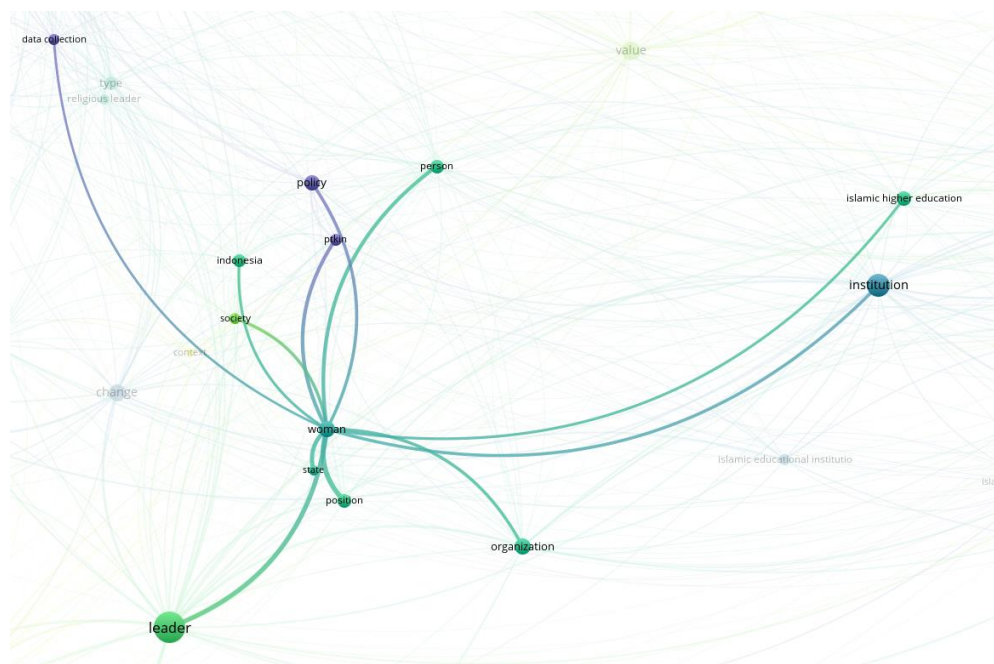 data collection
value
type
religious leader
person
policy
islamic higher education
ptkin
indonesia
institution
society
context
change
woman
islamic educational institutio
state
isla
position
organization
leader